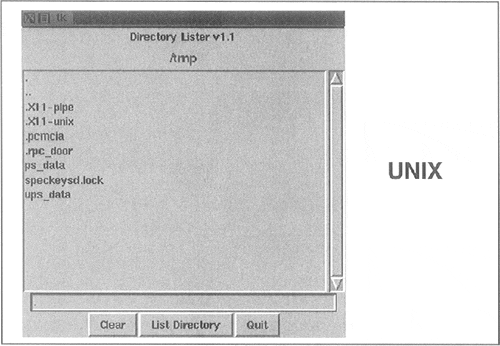 tk
Directory Lister v1.1
/tmp
.
..
.X11-pipe
.X11-unix
.pcmcia
.rpc_door
ps_data
speckeysd.lock
ups_data
UNIX
Clear
List Directory
Quit